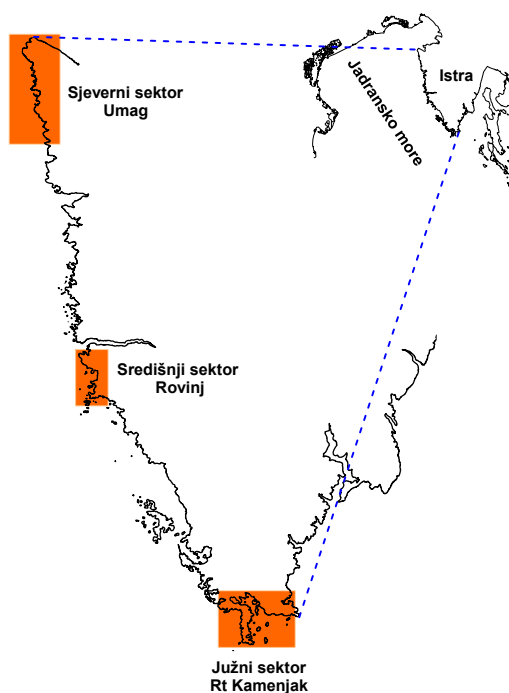 Istra
Jadransko more
Sjeverni sektor
Umag
Središnji sektor
Rovinj
Južni sektor
Rt Kamenjak